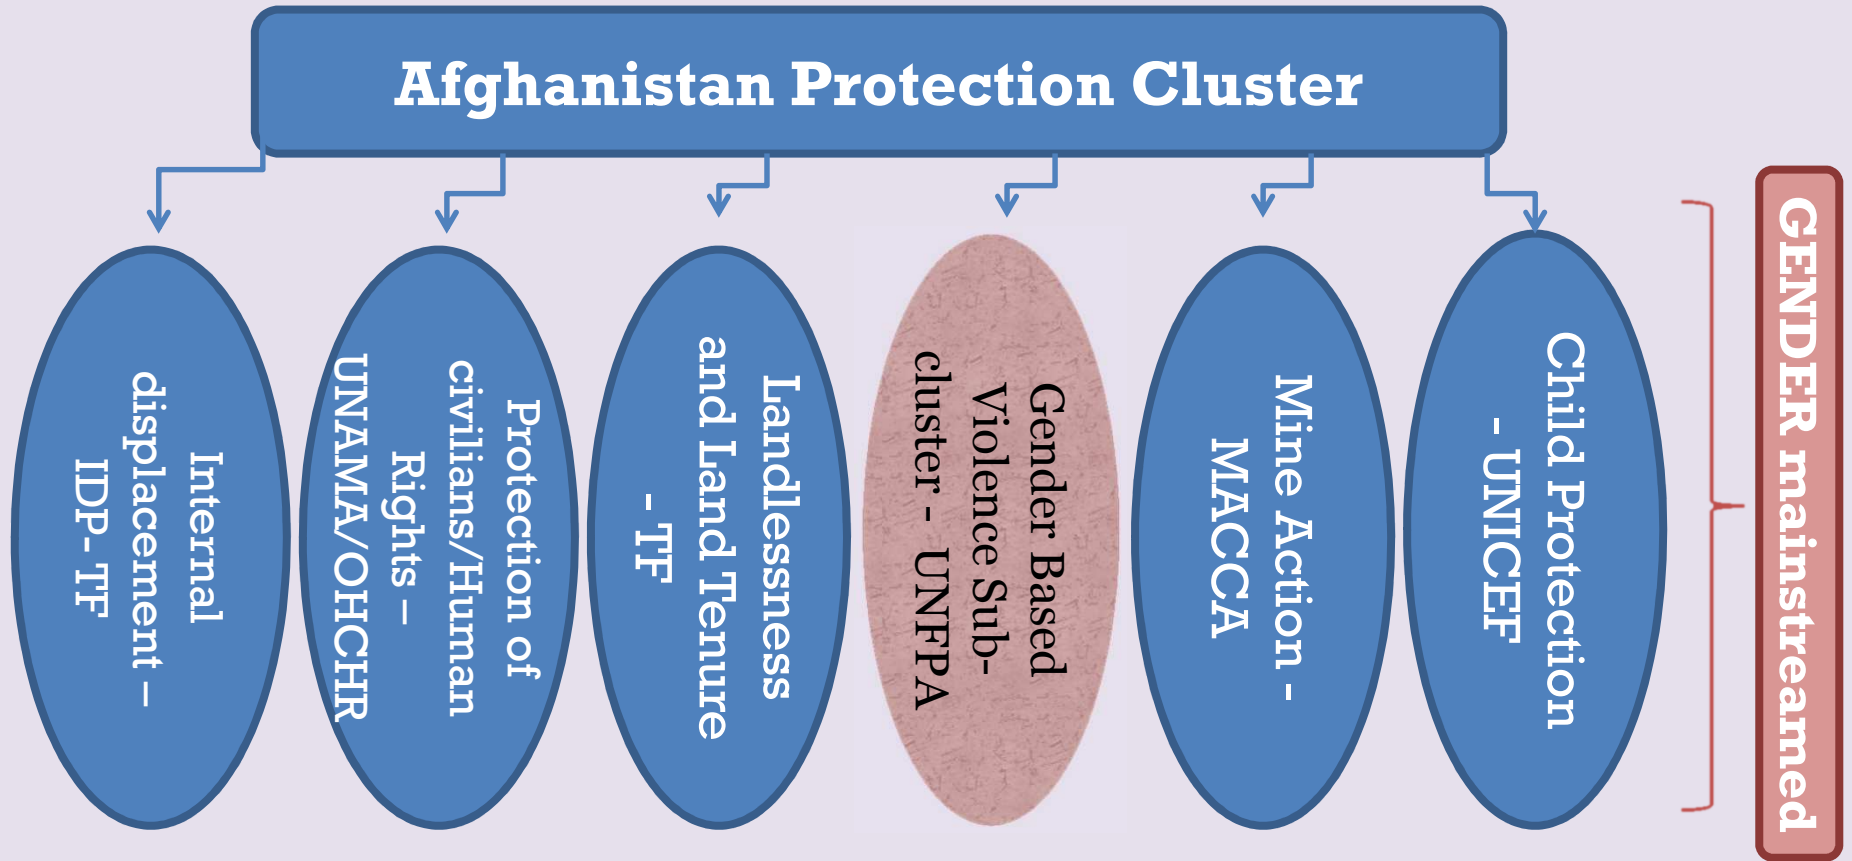 Afghanistan Protection Cluster
Internal
displacement –
IDP- TF
Protection of
civilians/Human
Rights –
UNAMA/OHCHR
Landlessness
and Land Tenure
- TF
Gender Based
Violence Sub-
cluster - UNFPA
Mine Action -
MACCA
Child Protection
- UNICEF
GENDER mainstreamed